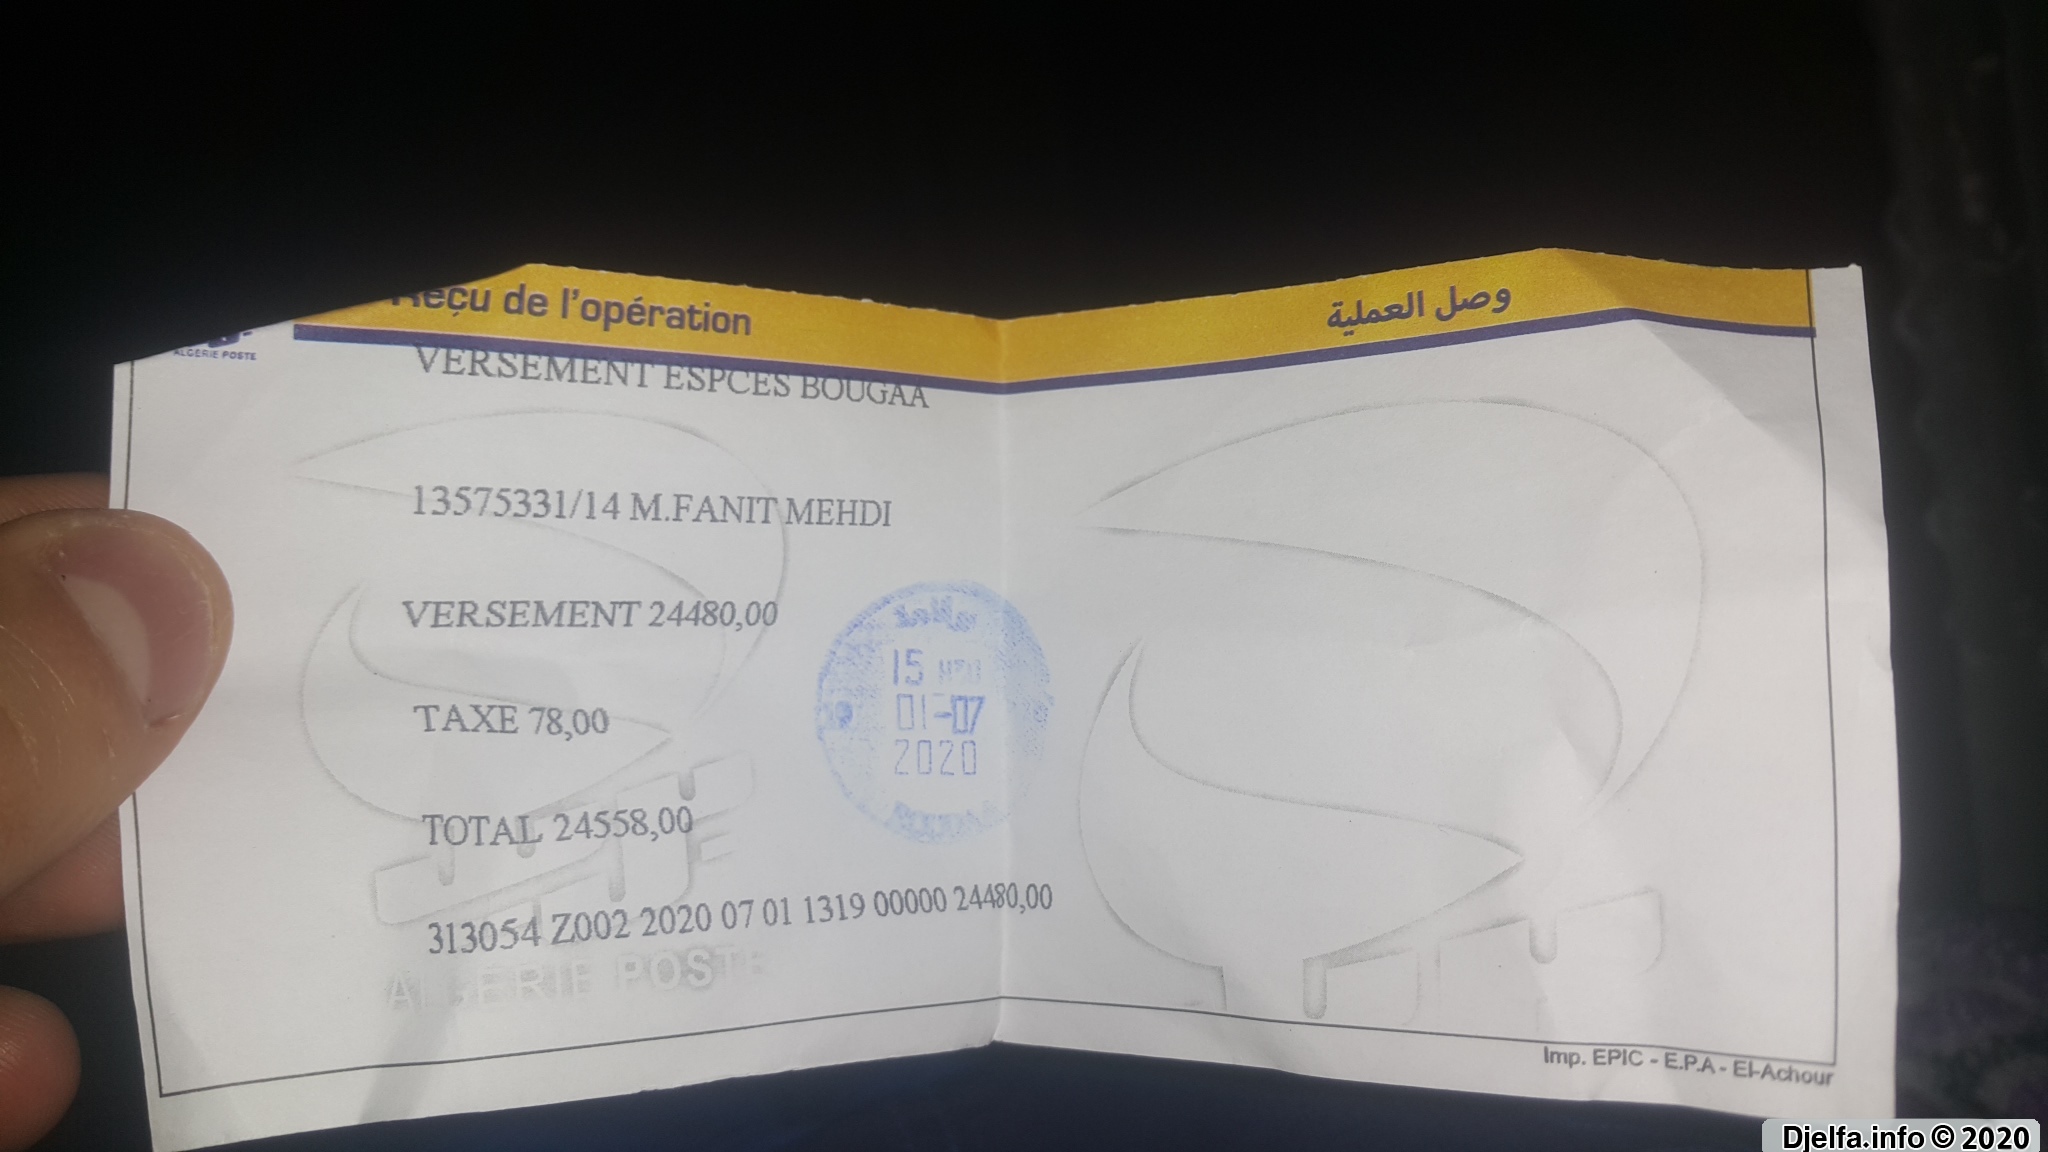 Reçu de l'opération
وصل العملية
ALGERIE POSTE
VERSEMENT ESPCES BOUGAA
13575331/14 M.FANIT MEHDI
VERSEMENT 24480,00
15
01-07
2020
TAXE 78,00
TOTAL 24558,00
313054 Z002 2020 07 01 1319 00000 24480,00
ALGERIE POSTE
Imp. EPIC - E.P.A - El-Achour
Djelfa.info © 2020